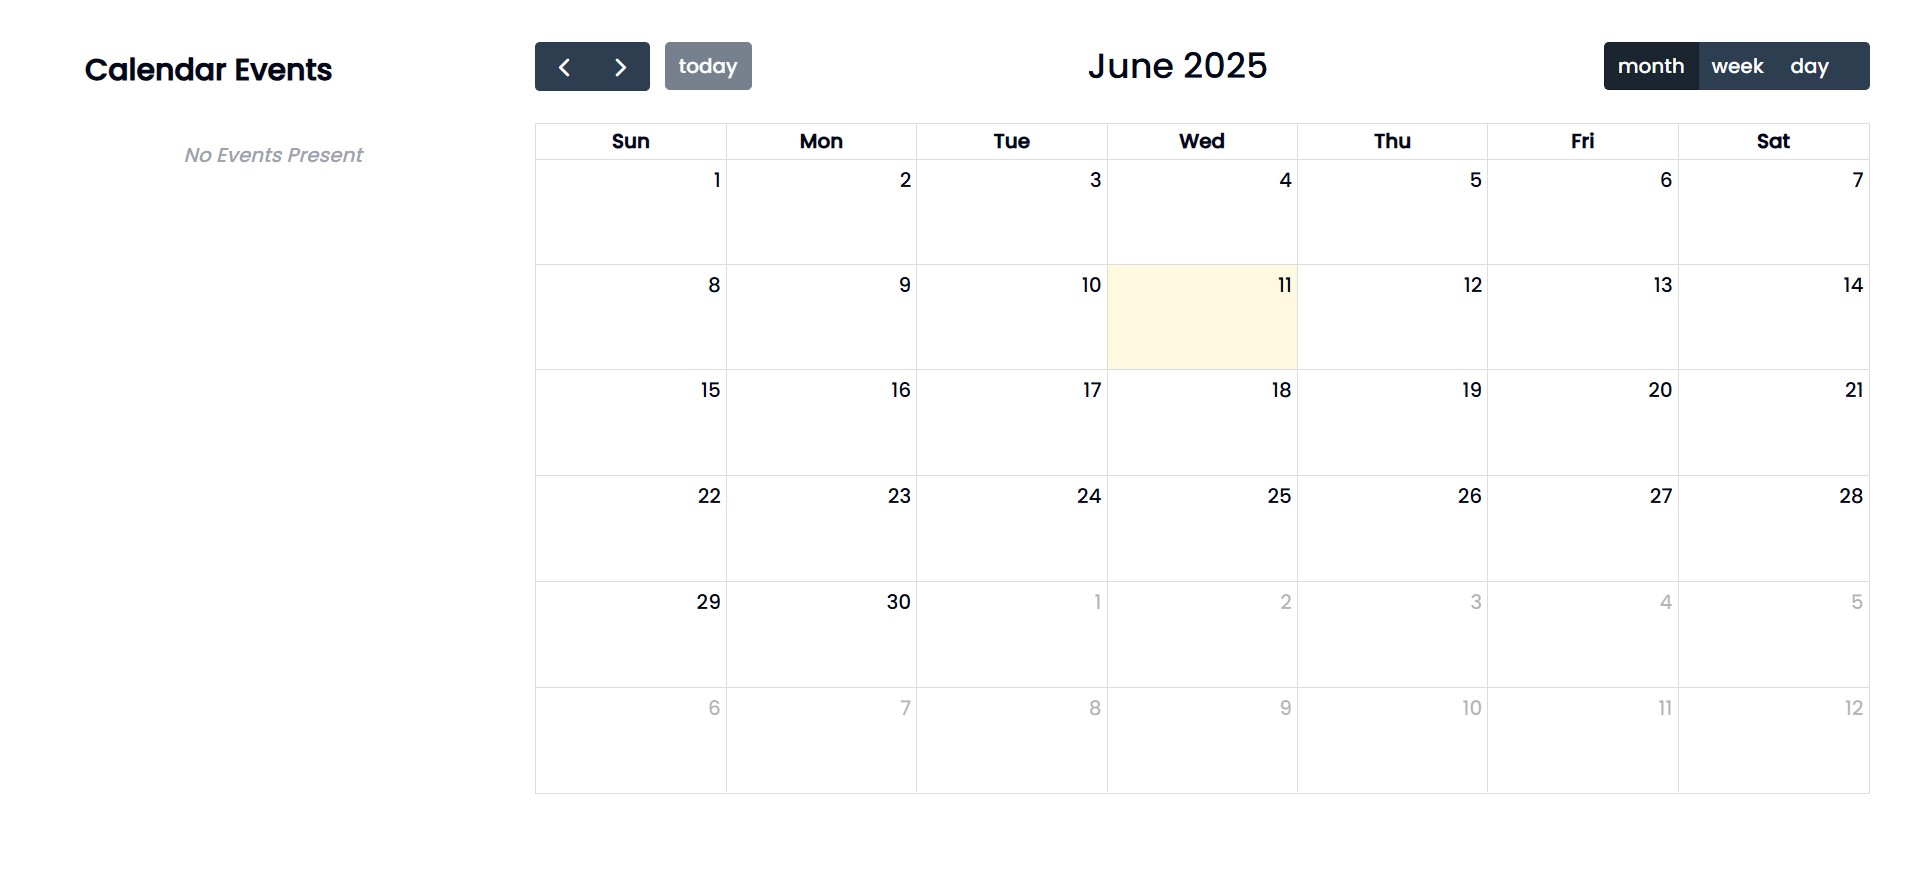 Calendar Events
No Events Present
today
June 2025
month week day
Sun Mon Tue Wed Thu Fri Sat
1 2 3 4 5 6 7
8 9 10 11 12 13 14
15 16 17 18 19 20 21
22 23 24 25 26 27 28
29 30 1 2 3 4 5
6 7 8 9 10 11 12